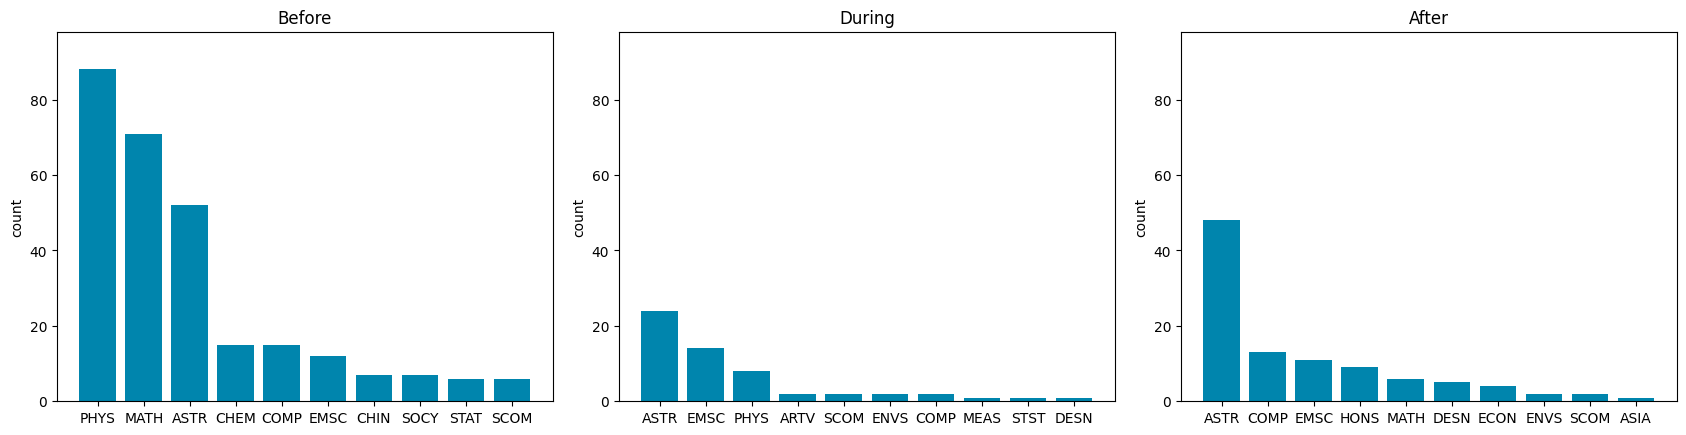 Before
count
80
60
40
20
0
PHYS MATH ASTR CHEM COMP EMSC CHIN SOCY STAT SCOM
During
count
80
60
40
20
0
ASTR EMSC PHYS ARTV SCOM ENVS COMP MEAS STST DESN
After
count
80
60
40
20
0
ASTR COMP EMSC HONS MATH DESN ECON ENVS SCOM ASIA